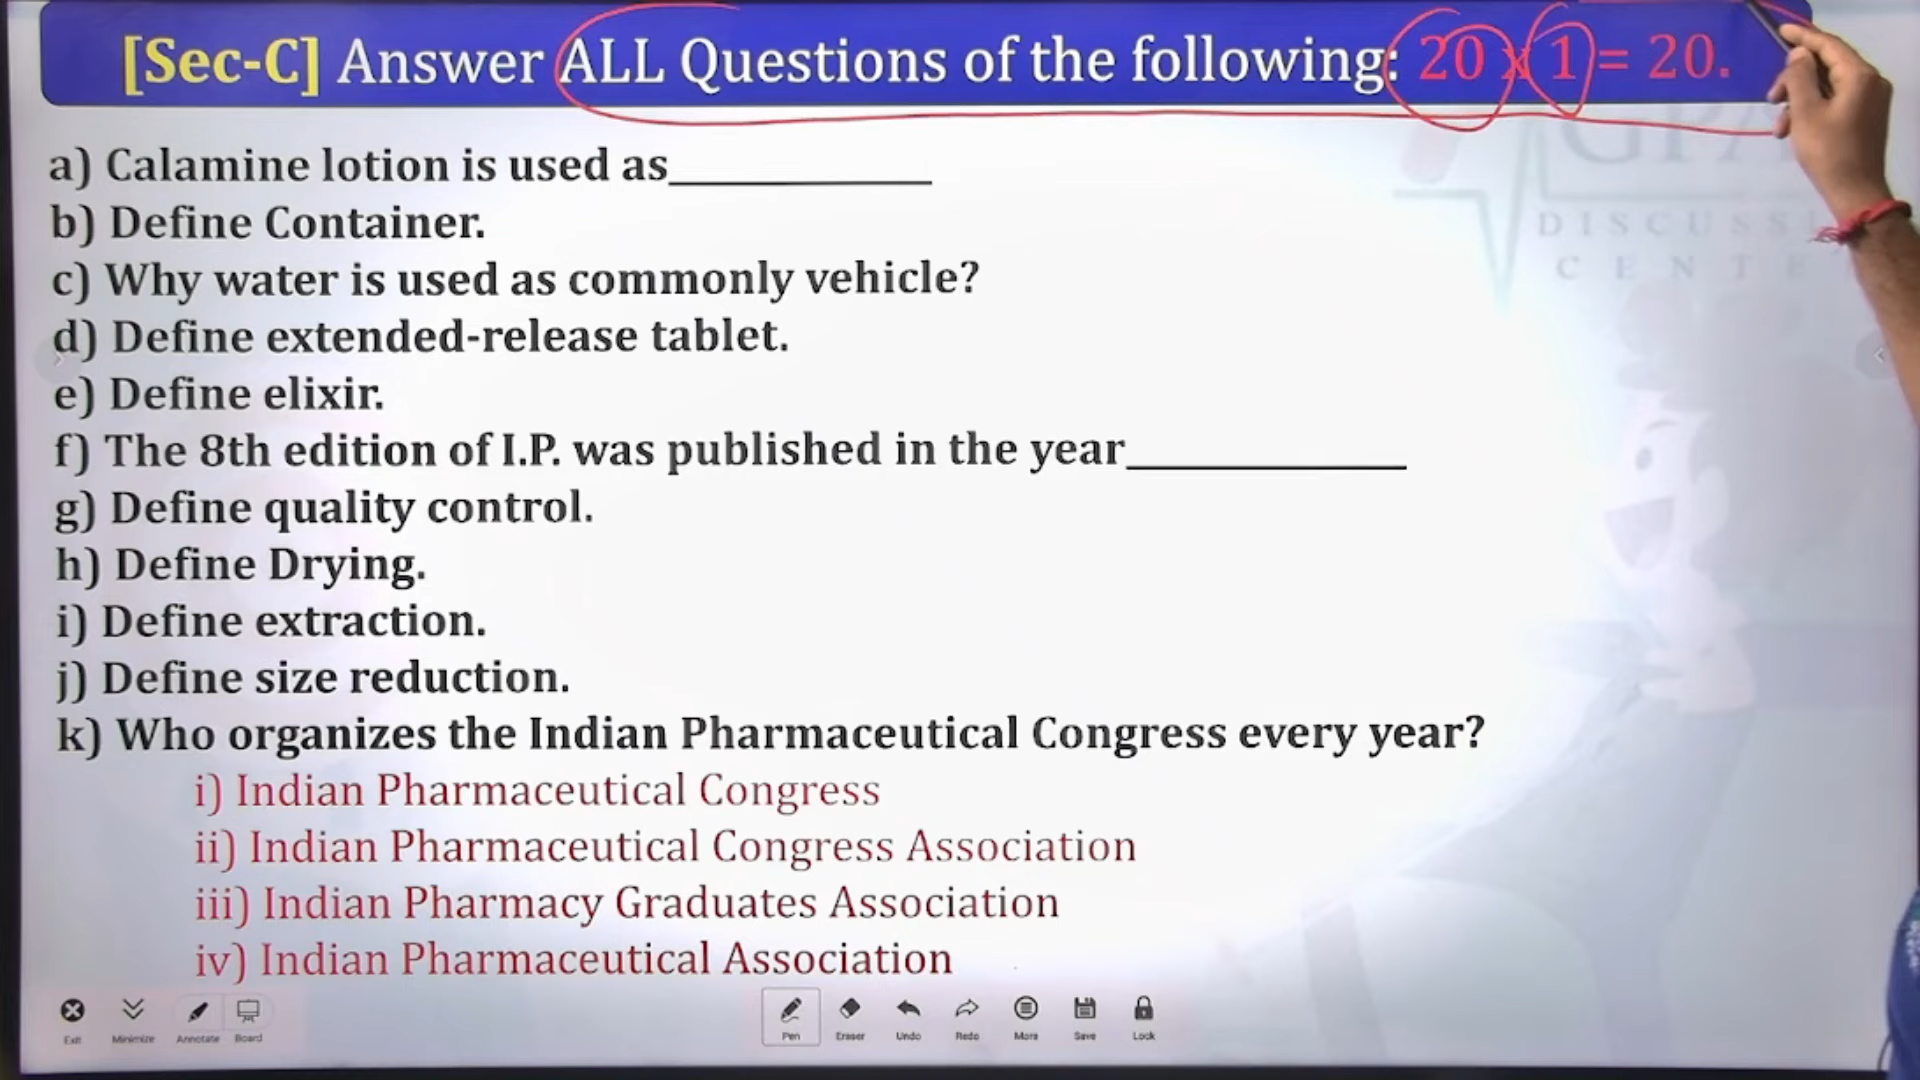 [Sec-C] Answer ALL Questions of the following: 20 x 1 = 20.
a) Calamine lotion is used as____________
b) Define Container.
c) Why water is used as commonly vehicle?
d) Define extended-release tablet.
e) Define elixir.
f) The 8th edition of I.P. was published in the year____________
g) Define quality control.
h) Define Drying.
i) Define extraction.
j) Define size reduction.
k) Who organizes the Indian Pharmaceutical Congress every year?
i) Indian Pharmaceutical Congress
ii) Indian Pharmaceutical Congress Association
iii) Indian Pharmacy Graduates Association
iv) Indian Pharmaceutical Association
Exit Minimize Annotate Board Pen Eraser Undo Redo More Save Lock